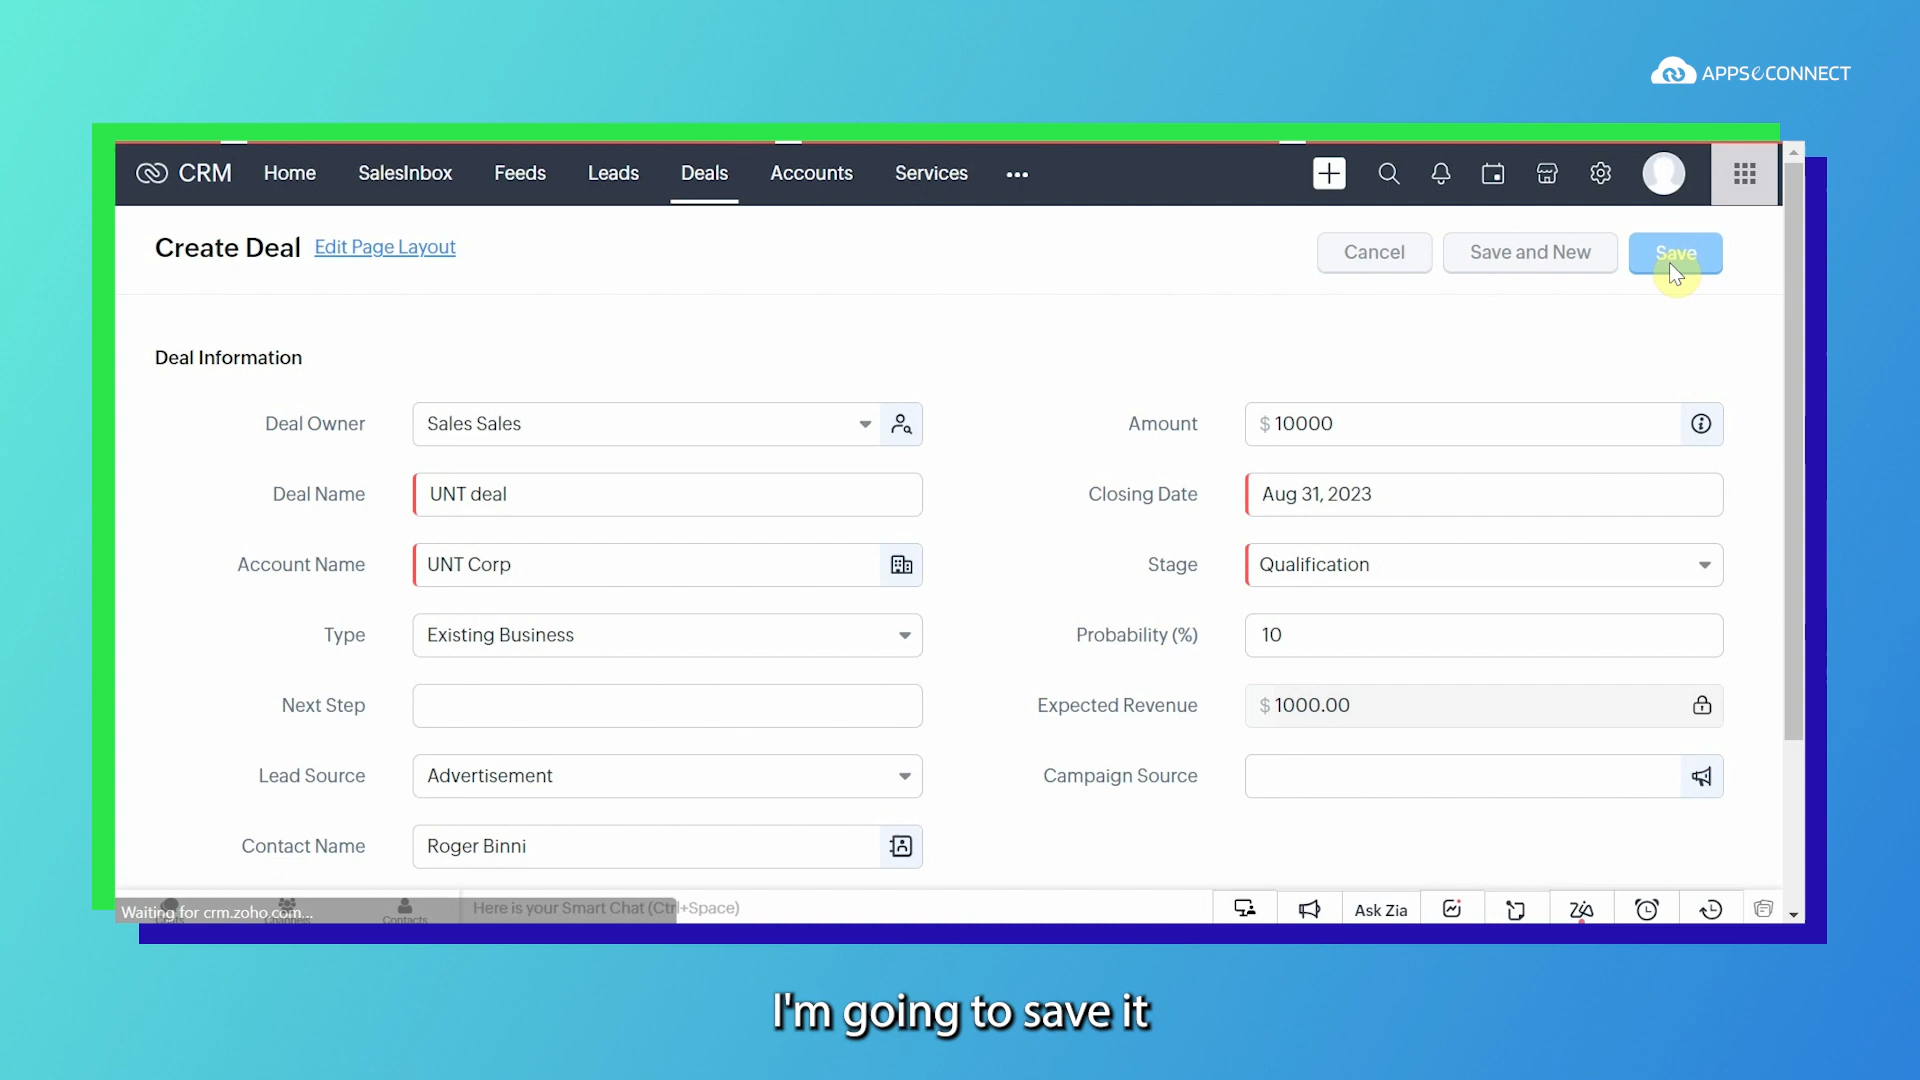 APPSeCONNECT
CRM Home SalesInbox Feeds Leads Deals Accounts Services
Create Deal Edit Page Layout Cancel Save and New Save
Deal Information
Deal Owner Sales Sales Amount $ 10000
Deal Name UNT deal Closing Date Aug 31, 2023
Account Name UNT Corp Stage Qualification
Type Existing Business Probability (%) 10
Next Step Expected Revenue $ 1000.00
Lead Source Advertisement Campaign Source
Contact Name Roger Binni
Waiting for crm.zoho.com... Contacts Here is your Smart Chat (Ctrl+Space) Ask Zia
I'm going to save it